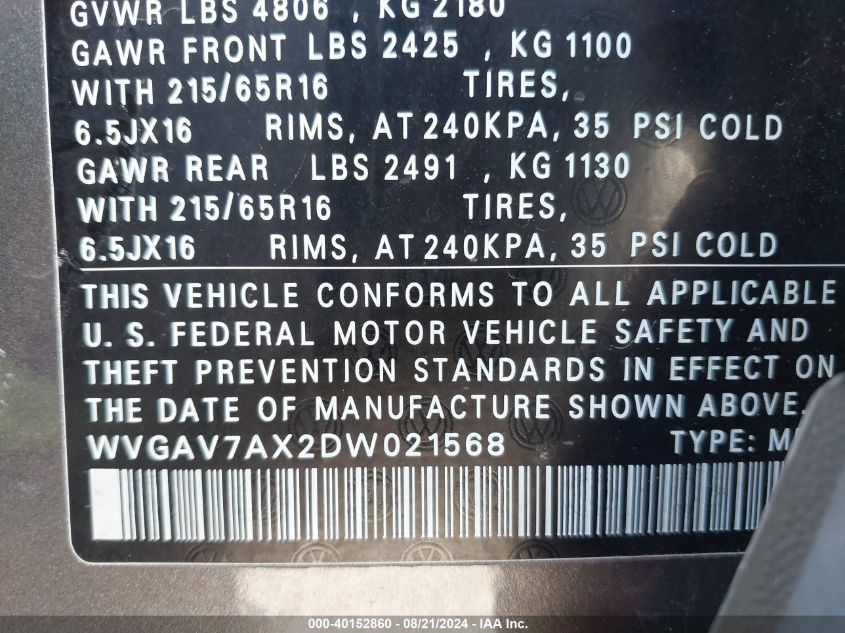 GVWR LBS 4806 , KG 2180
GAWR FRONT LBS 2425 , KG 1100
WITH 215/65R16 TIRES,
6.5JX16 RIMS, AT 240KPA, 35 PSI COLD
GAWR REAR LBS 2491 , KG 1130
WITH 215/65R16 TIRES,
6.5JX16 RIMS, AT 240KPA, 35 PSI COLD
THIS VEHICLE CONFORMS TO ALL APPLICABLE
U. S. FEDERAL MOTOR VEHICLE SAFETY AND
THEFT PREVENTION STANDARDS IN EFFECT ON
THE DATE OF MANUFACTURE SHOWN ABOVE.
WVGAV7AX2DW021568 TYPE: M
000-40152860 - 08/21/2024 - IAA Inc.